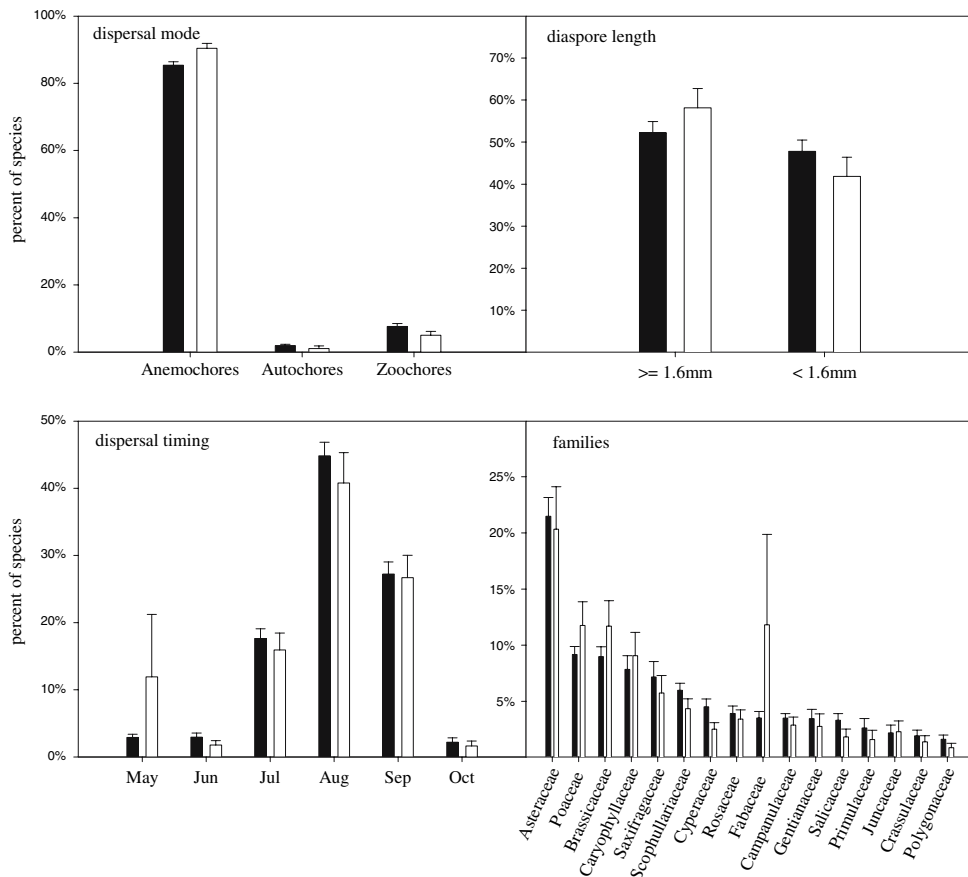 percent of species
dispersal mode
100%
80%
60%
40%
20%
0%
Anemochores Autochores Zoochores
diaspore length
70%
60%
50%
40%
30%
20%
10%
>= 1.6mm < 1.6mm
percent of species
dispersal timing
50%
40%
30%
20%
10%
0%
May Jun Jul Aug Sep Oct
families
25%
20%
15%
10%
5%
Asteraceae
Poaceae
Brassicaceae
Caryophyllaceae
Saxifragaceae
Scophullariaceae
Cyperaceae
Rosaceae
Fabaceae
Campanulaceae
Gentianaceae
Salicaceae
Primulaceae
Juncaceae
Crassulaceae
Polygonaceae